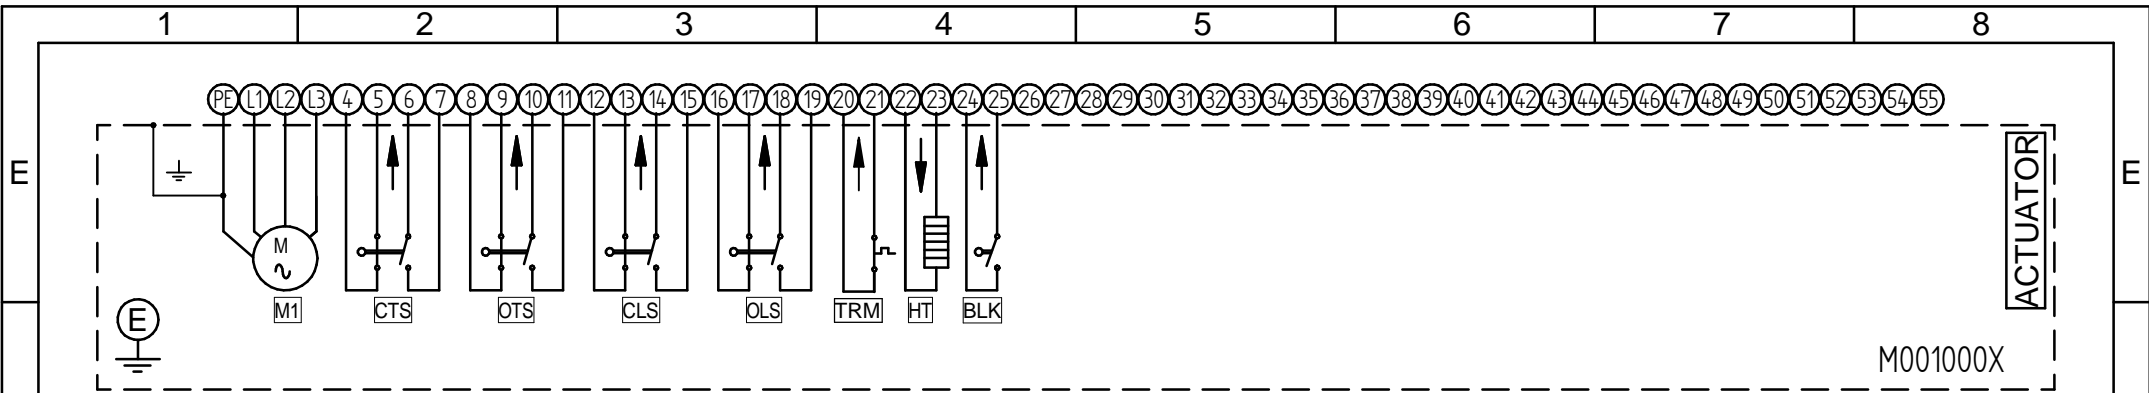 1 2 3 4 5 6 7 8
PE L1 L2 L3 4 5 6 7 8 9 10 11 12 13 14 15 16 17 18 19 20 21 22 23 24 25 26 27 28 29 30 31 32 33 34 35 36 37 38 39 40 41 42 43 44 45 46 47 48 49 50 51 52 53 54 55
E E
ACTUATOR
M
M1 CTS OTS CLS OLS TRM HT BLK
E
M001000X